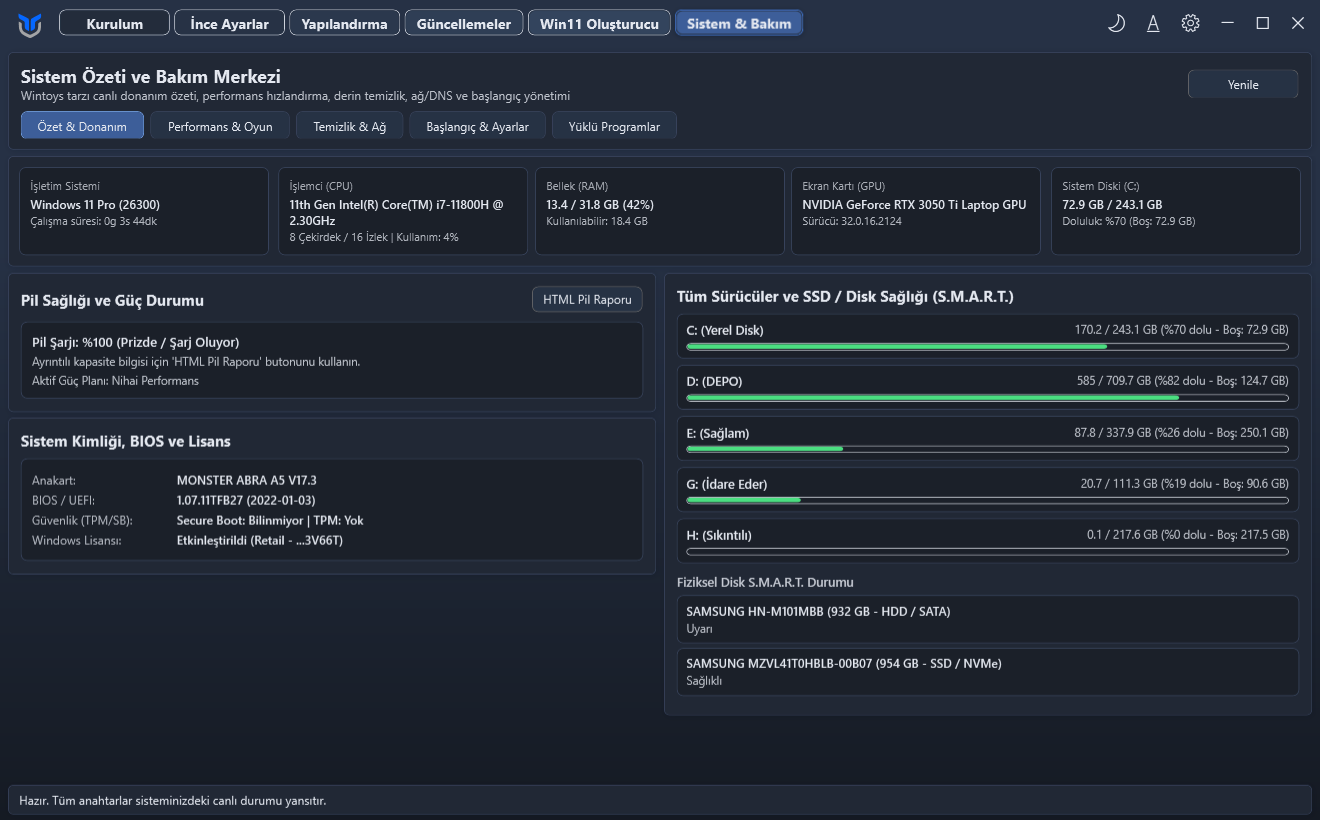 Kurulum
İnce Ayarlar
Yapılandırma
Güncellemeler
Win11 Oluşturucu
Sistem & Bakım
Sistem Özeti ve Bakım Merkezi
Wintoys tarzı canlı donanım özeti, performans hızlandırma, derin temizlik, ağ/DNS ve başlangıç yönetimi
Yenile
Özet & Donanım
Performans & Oyun
Temizlik & Ağ
Başlangıç & Ayarlar
Yüklü Programlar
İşletim Sistemi
Windows 11 Pro (26300)
Çalışma süresi: 0g 3s 44dk
İşlemci (CPU)
11th Gen Intel(R) Core(TM) i7-11800H @
2.30GHz
8 Çekirdek / 16 İzlek | Kullanım: 4%
Bellek (RAM)
13.4 / 31.8 GB (42%)
Kullanılabilir: 18.4 GB
Ekran Kartı (GPU)
NVIDIA GeForce RTX 3050 Ti Laptop GPU
Sürücü: 32.0.16.2124
Sistem Diski (C:)
72.9 GB / 243.1 GB
Doluluk: %70 (Boş: 72.9 GB)
Pil Sağlığı ve Güç Durumu
HTML Pil Raporu
Pil Şarjı: %100 (Prizde / Şarj Oluyor)
Ayrıntılı kapasite bilgisi için 'HTML Pil Raporu' butonunu kullanın.
Aktif Güç Planı: Nihai Performans
Sistem Kimliği, BIOS ve Lisans
Anakart: MONSTER ABRA A5 V17.3
BIOS / UEFI: 1.07.11TFB27 (2022-01-03)
Güvenlik (TPM/SB): Secure Boot: Bilinmiyor | TPM: Yok
Windows Lisansı: Etkinleştirildi (Retail - ...3V66T)
Tüm Sürücüler ve SSD / Disk Sağlığı (S.M.A.R.T.)
C: (Yerel Disk) 170.2 / 243.1 GB (%70 dolu - Boş: 72.9 GB)
D: (DEPO) 585 / 709.7 GB (%82 dolu - Boş: 124.7 GB)
E: (Sağlam) 87.8 / 337.9 GB (%26 dolu - Boş: 250.1 GB)
G: (İdare Eder) 20.7 / 111.3 GB (%19 dolu - Boş: 90.6 GB)
H: (Sıkıntılı) 0.1 / 217.6 GB (%0 dolu - Boş: 217.5 GB)
Fiziksel Disk S.M.A.R.T. Durumu
SAMSUNG HN-M101MBB (932 GB - HDD / SATA)
Uyarı
SAMSUNG MZVL41T0HBLB-00B07 (954 GB - SSD / NVMe)
Sağlıklı
Hazır. Tüm anahtarlar sisteminizdeki canlı durumu yansıtır.